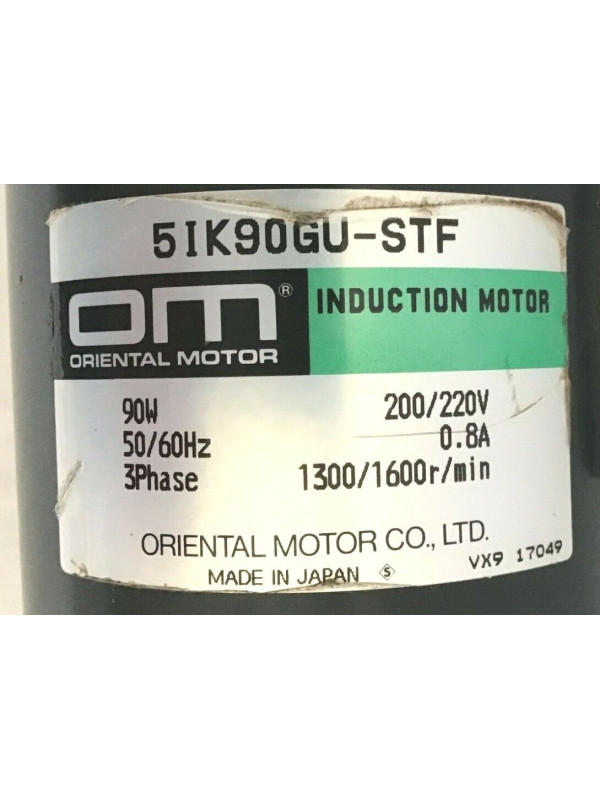 5IK90GU-STF
om® INDUCTION MOTOR
ORIENTAL MOTOR
90W 200/220V
50/60Hz 0.8A
3Phase 1300/1600r/min
ORIENTAL MOTOR CO., LTD.
MADE IN JAPAN S VX9 17049